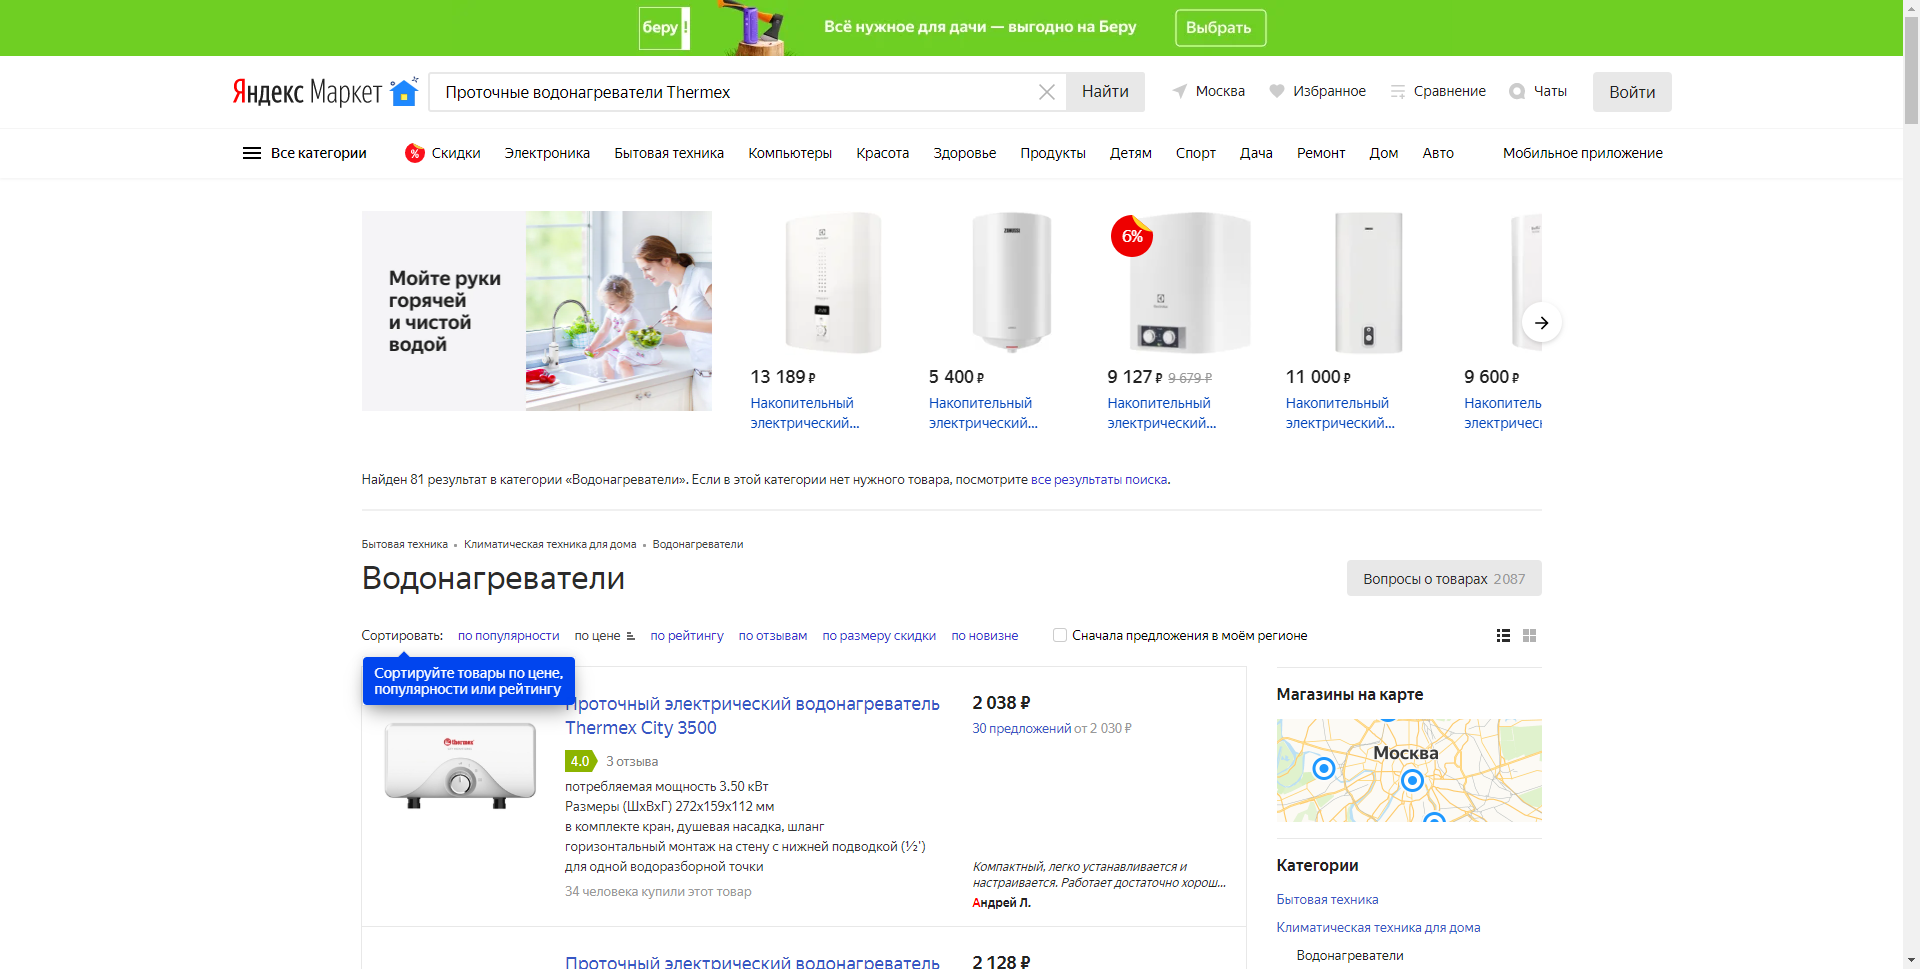 беру!
Всё нужное для дачи — выгодно на Беру
Выбрать
Яндекс Маркет
Проточные водонагреватели Thermex
Найти
Москва
Избранное
Сравнение
Чаты
Войти
Все категории
%
Скидки
Электроника
Бытовая техника
Компьютеры
Красота
Здоровье
Продукты
Детям
Спорт
Дача
Ремонт
Дом
Авто
Мобильное приложение
Мойте руки
горячей
и чистой
водой
13 189 ₽
Накопительный
электрический...
ZANUSSI
5 400 ₽
Накопительный
электрический...
6%
9 127 ₽ 9 679 ₽
Накопительный
электрический...
11 000 ₽
Накопительный
электрический...
9 600 ₽
Накопитель
электричес
Найден 81 результат в категории «Водонагреватели». Если в этой категории нет нужного товара, посмотрите все результаты поиска.
Бытовая техника • Климатическая техника для дома • Водонагреватели
Водонагреватели
Вопросы о товарах 2087
Сортировать: по популярности по цене по рейтингу по отзывам по размеру скидки по новизне
Сначала предложения в моём регионе
Сортируйте товары по цене,
популярности или рейтингу
Проточный электрический водонагреватель
Thermex City 3500
thermex
4.0 3 отзыва
потребляемая мощность 3.50 кВт
Размеры (ШхВхГ) 272х159х112 мм
в комплекте кран, душевая насадка, шланг
горизонтальный монтаж на стену с нижней подводкой (½')
для одной водоразборной точки
34 человека купили этот товар
2 038 ₽
30 предложений от 2 030 ₽
Компактный, легко устанавливается и
настраивается. Работает достаточно хорош...
Андрей Л.
Проточный электрический водонагреватель
2 128 ₽
Магазины на карте
Москва
Категории
Бытовая техника
Климатическая техника для дома
Водонагреватели